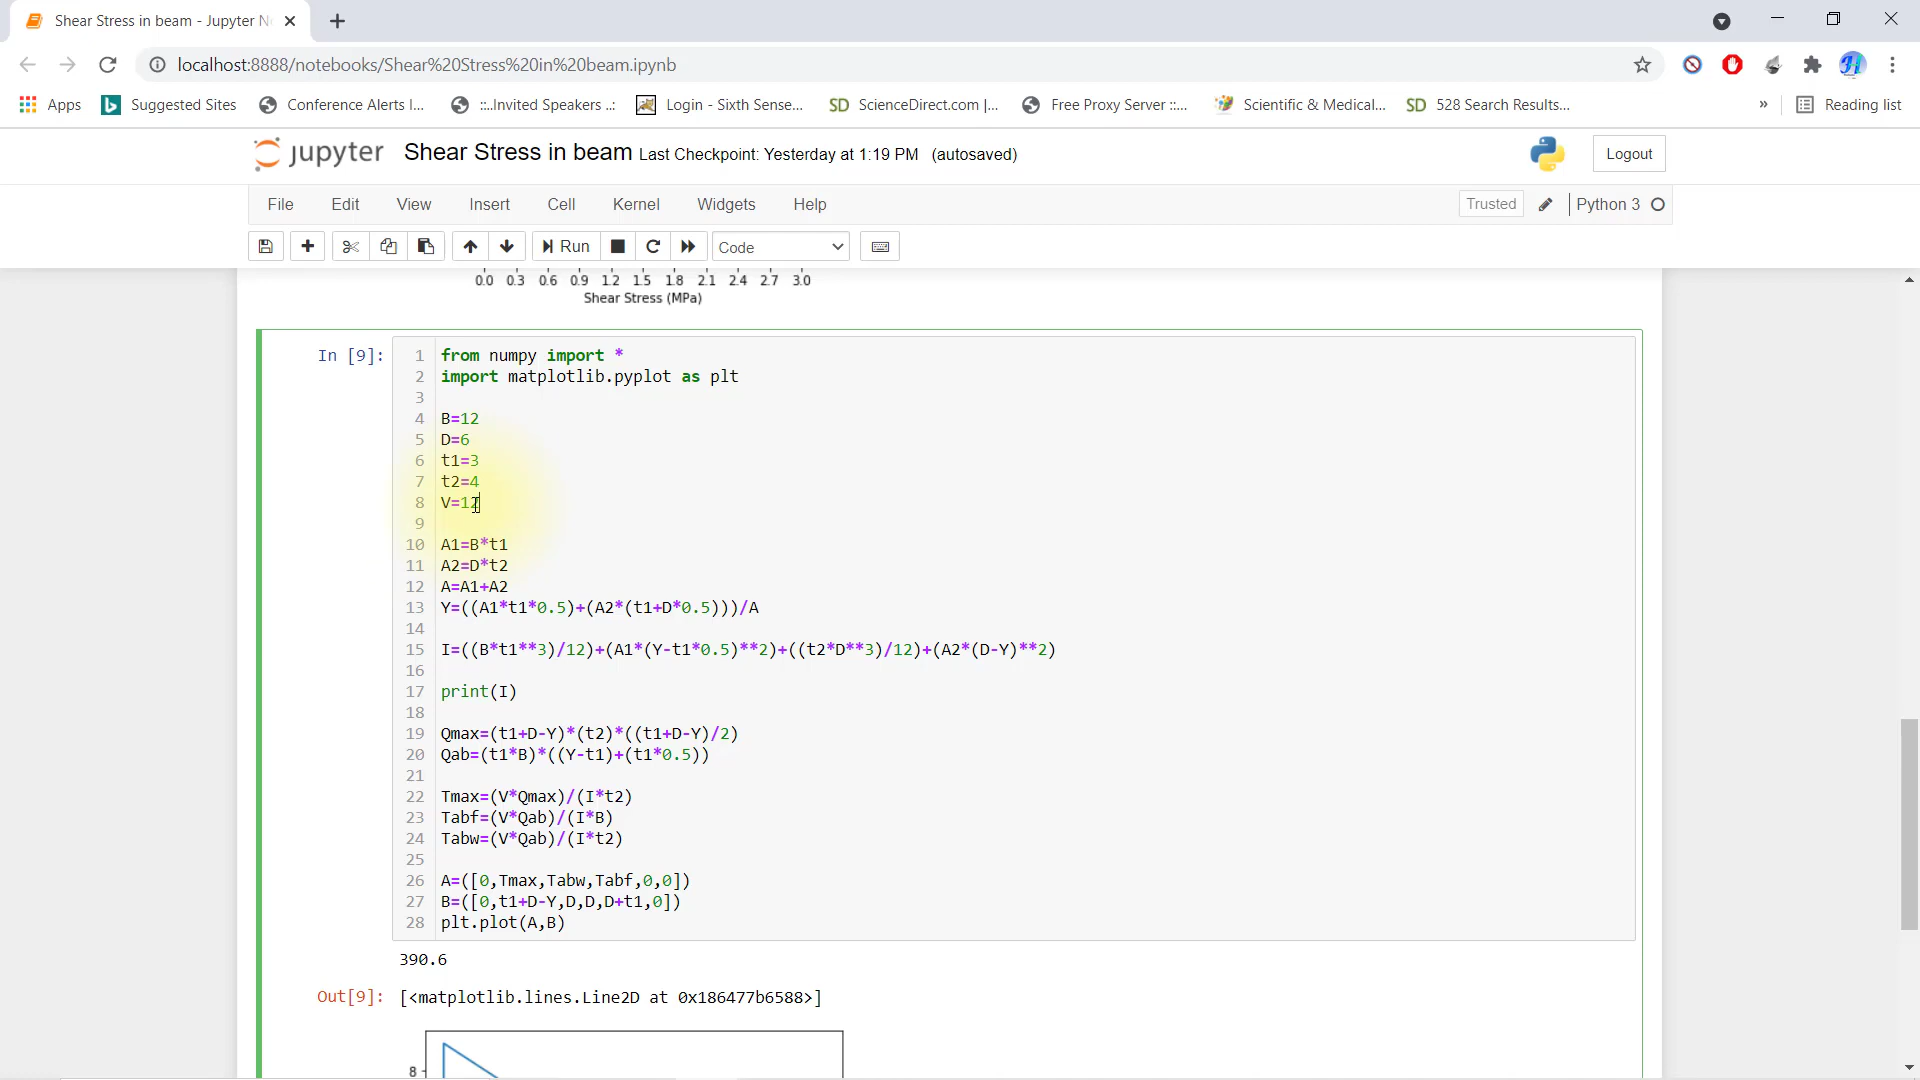 Shear Stress in beam - Jupyter N
localhost:8888/notebooks/Shear%20Stress%20in%20beam.ipynb
Apps Suggested Sites Conference Alerts I... ::..Invited Speakers ..: Login - Sixth Sense... SD ScienceDirect.com |... Free Proxy Server ::... Scientific & Medical... SD 528 Search Results... » Reading list
jupyter Shear Stress in beam Last Checkpoint: Yesterday at 1:19 PM (autosaved) Logout
File Edit View Insert Cell Kernel Widgets Help Trusted Python 3
Run Code
0.0 0.3 0.6 0.9 1.2 1.5 1.8 2.1 2.4 2.7 3.0
Shear Stress (MPa)
In [9]: 1 from numpy import *
2 import matplotlib.pyplot as plt
3
4 B=12
5 D=6
6 t1=3
7 t2=4
8 V=12
9
10 A1=B*t1
11 A2=D*t2
12 A=A1+A2
13 Y=((A1*t1*0.5)+(A2*(t1+D*0.5)))/A
14
15 I=((B*t1**3)/12)+(A1*(Y-t1*0.5)**2)+((t2*D**3)/12)+(A2*(D-Y)**2)
16
17 print(I)
18
19 Qmax=(t1+D-Y)*(t2)*((t1+D-Y)/2)
20 Qab=(t1*B)*((Y-t1)+(t1*0.5))
21
22 Tmax=(V*Qmax)/(I*t2)
23 Tabf=(V*Qab)/(I*B)
24 Tabw=(V*Qab)/(I*t2)
25
26 A=([0,Tmax,Tabw,Tabf,0,0])
27 B=([0,t1+D-Y,D,D,D+t1,0])
28 plt.plot(A,B)
390.6
Out[9]: [<matplotlib.lines.Line2D at 0x186477b6588>]
8